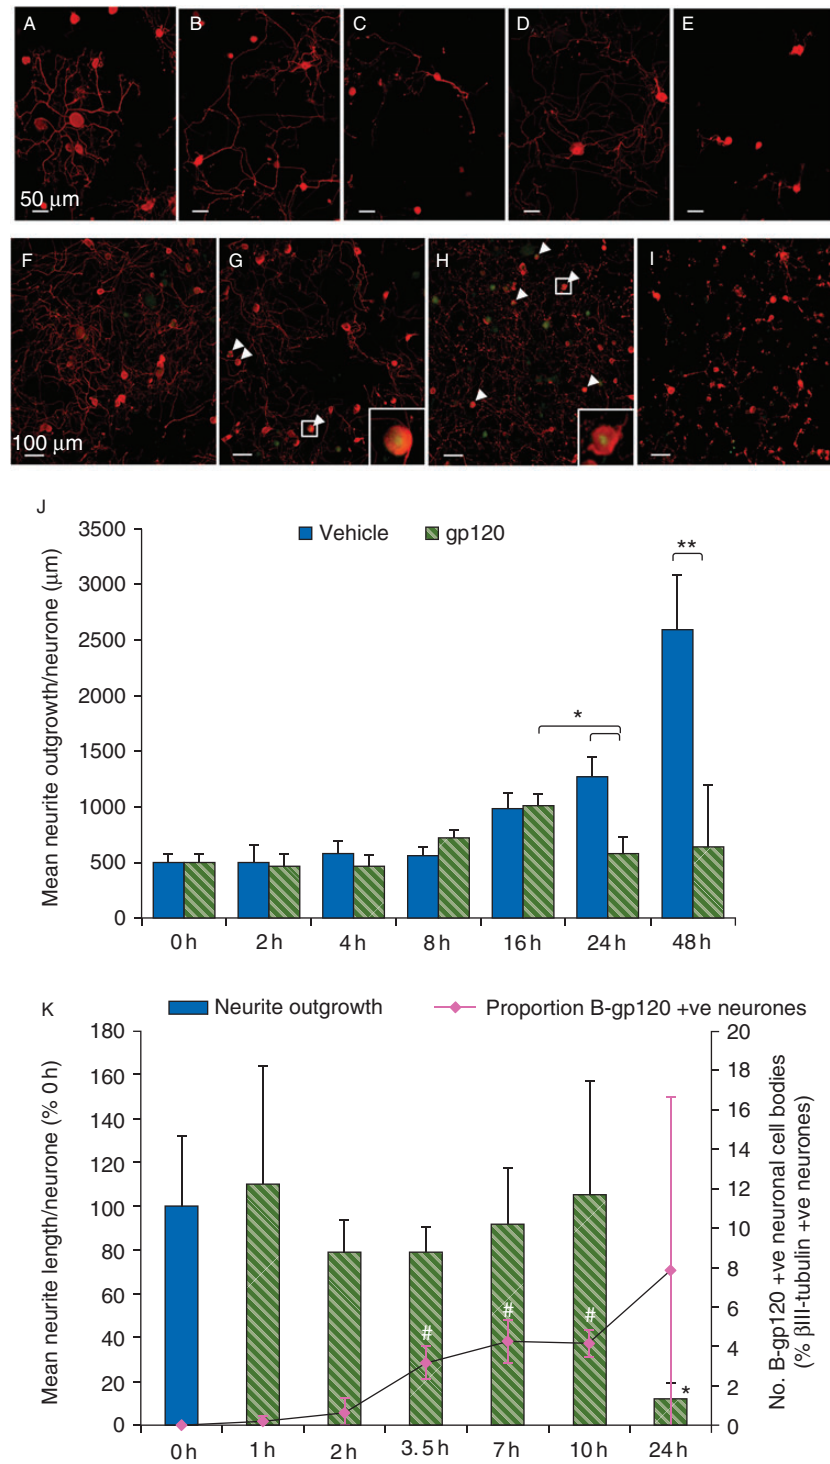 A B C D E
50 μm
F G H I
100 μm
J
Vehicle gp120
Mean neurite outgrowth/neurone (μm)
3500
3000
2500
2000
1500
1000
500
0
*
**
0 h 2 h 4 h 8 h 16 h 24 h 48 h
K
Neurite outgrowth Proportion B-gp120 +ve neurones
Mean neurite length/neurone (% 0 h)
180
160
140
120
100
80
60
40
20
0
# # # *
20
18
16
14
12
10
8
6
4
2
0
No. B-gp120 +ve neuronal cell bodies
(% βIII-tubulin +ve neurones)
0 h 1 h 2 h 3.5 h 7 h 10 h 24 h